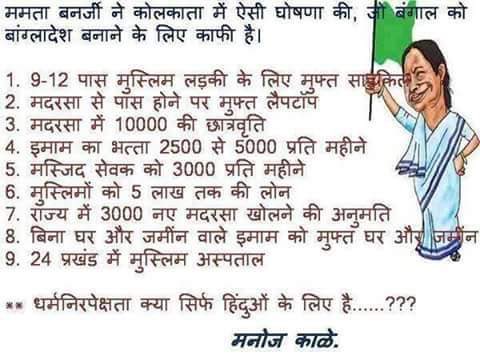 ममता बनर्जी ने कोलकाता में ऐसी घोषणा की, जो बंगाल को
बांग्लादेश बनाने के लिए काफी है।
1. 9-12 पास मुस्लिम लड़की के लिए मुफ्त साइकिल
2. मदरसा से पास होने पर मुफ्त लैपटॉप
3. मदरसा में 10000 की छात्रवृति
4. इमाम का भत्ता 2500 से 5000 प्रति महीने
5. मस्जिद सेवक को 3000 प्रति महीने
6. मुस्लिमों को 5 लाख तक की लोन
7. राज्य में 3000 नए मदरसा खोलने की अनुमति
8. बिना घर और जमींन वाले इमाम को मुफ्त घर और जमींन
9. 24 प्रखंड में मुस्लिम अस्पताल
** धर्मनिरपेक्षता क्या सिर्फ हिंदुओं के लिए है......???
मनोज काळे.